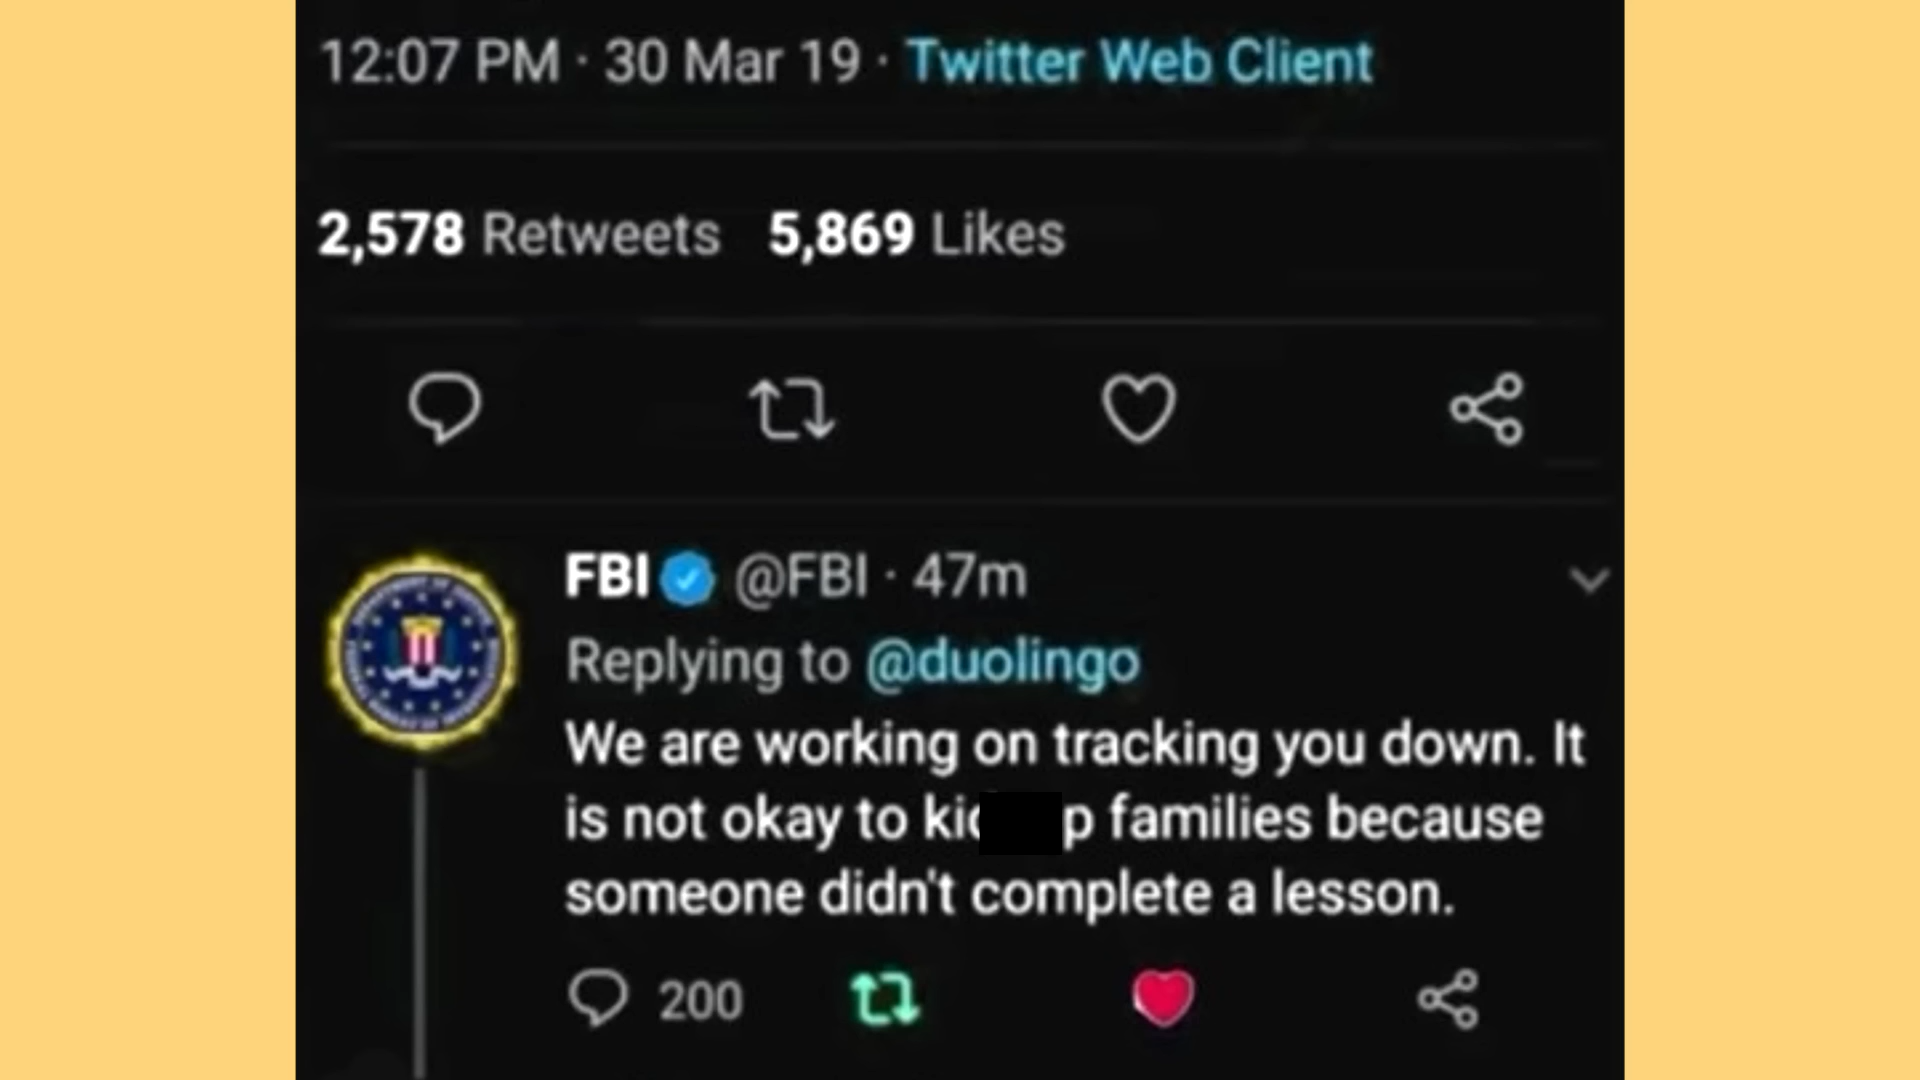 12:07 PM · 30 Mar 19 · Twitter Web Client
2,578 Retweets 5,869 Likes
FBI @FBI · 47m
Replying to @duolingo
We are working on tracking you down. It
is not okay to families because
someone didn't complete a lesson.
200